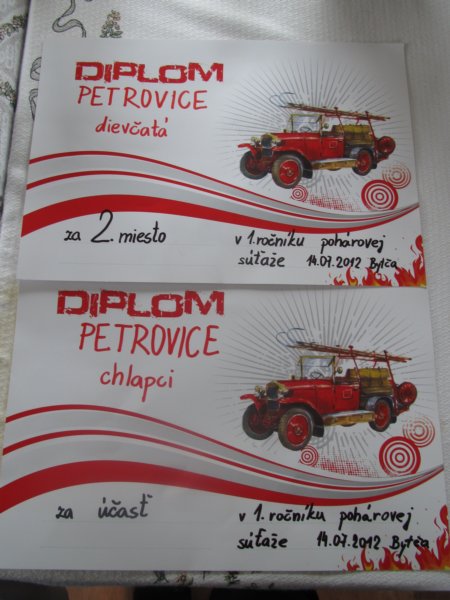 DIPLOM
PETROVICE
dievčatá
za 2. miesto
v 1. ročníku pohárovej
súťaže 14.07.2012 Bytča
DIPLOM
PETROVICE
chlapci
za účasť
v 1. ročníku pohárovej
súťaže 14.07.2012 Bytča